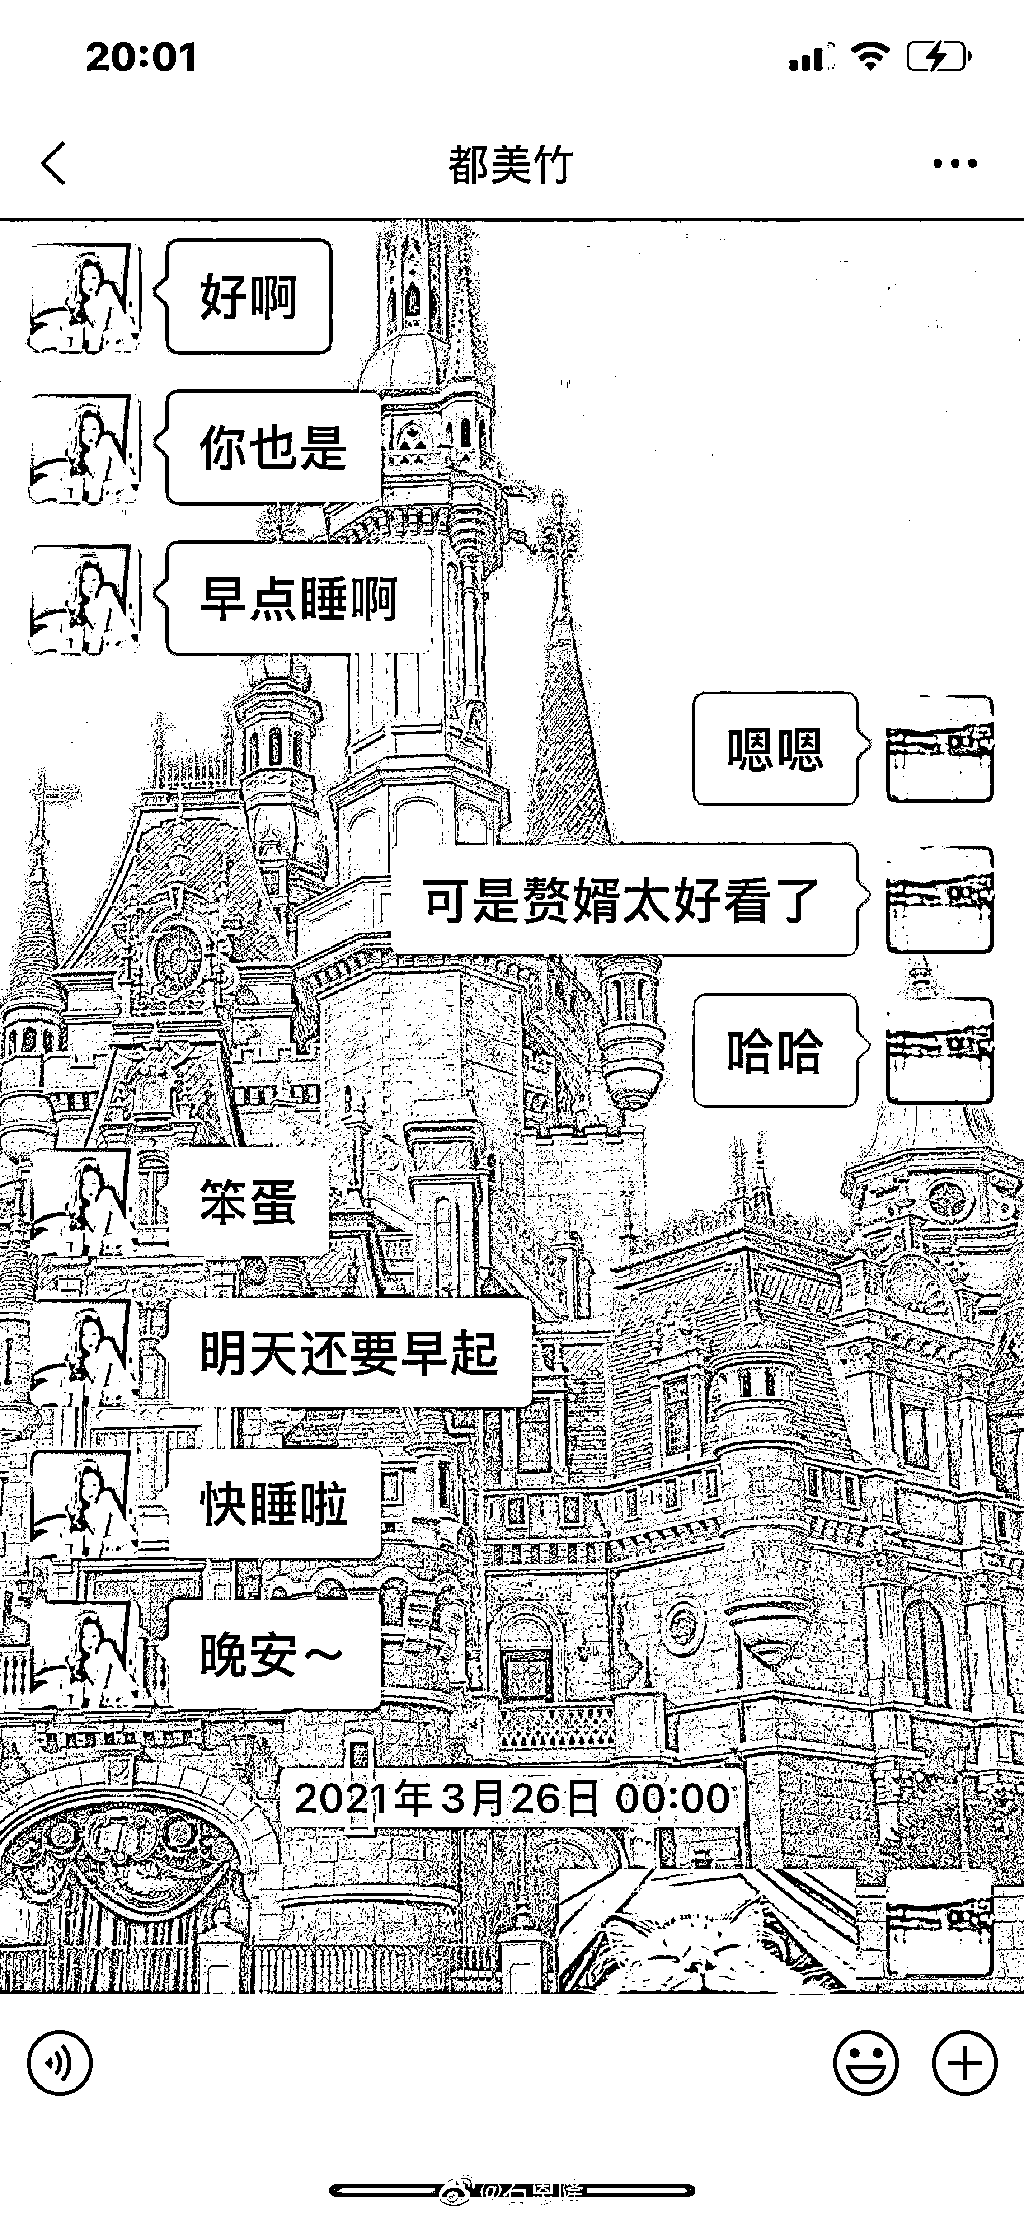 20:01
都美竹
好啊
你也是
早点睡啊
嗯嗯
可是赘婿太好看了
哈哈
笨蛋
明天还要早起
快睡啦
晚安～
2021年3月26日 00:00